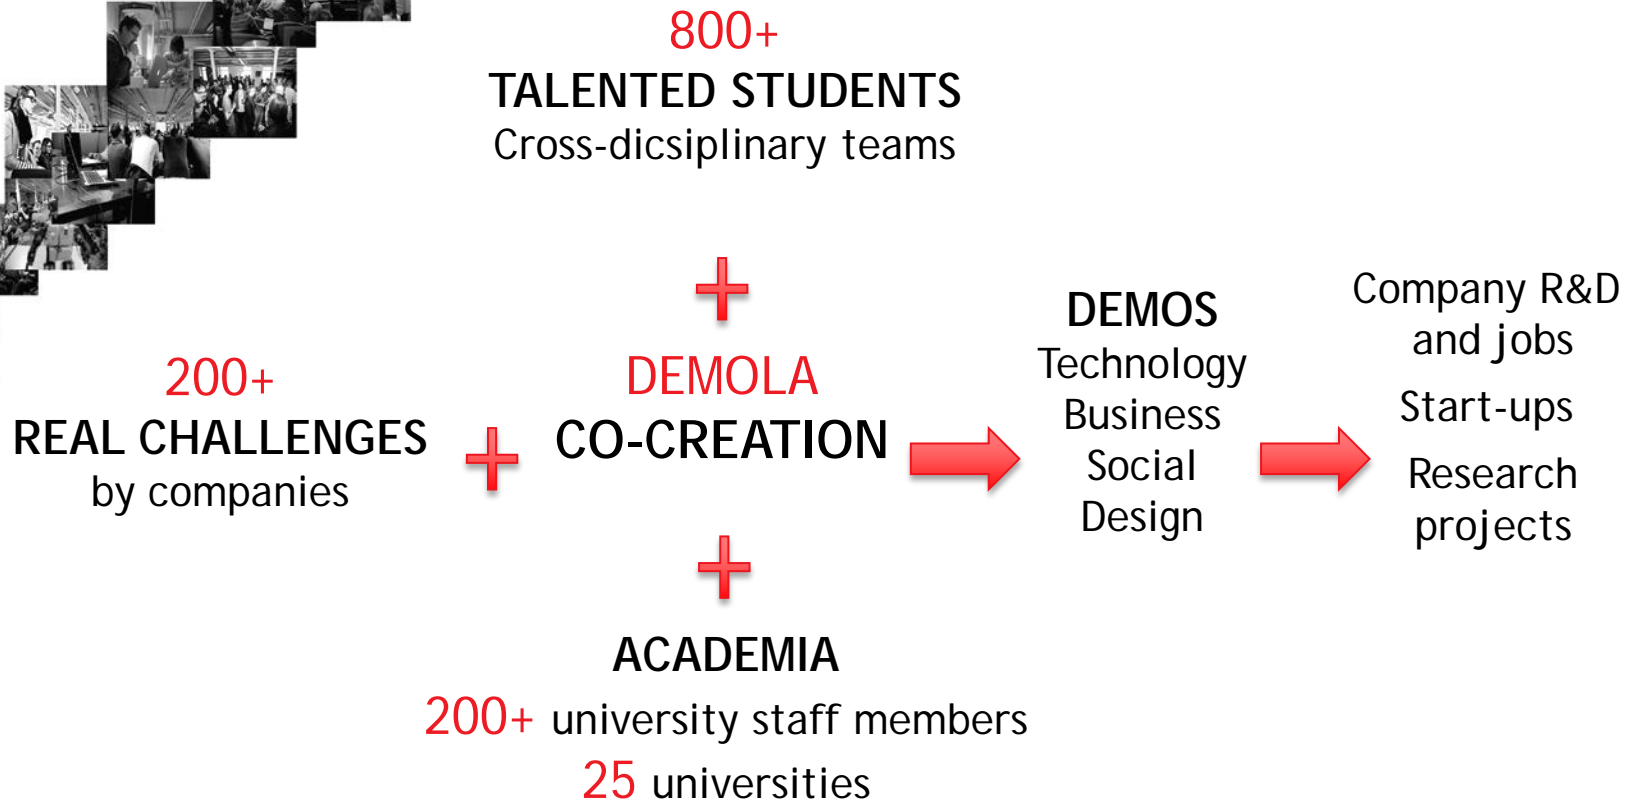 800+
TALENTED STUDENTS
Cross-dicsiplinary teams
200+
REAL CHALLENGES
by companies
DEMOLA
CO-CREATION
ACADEMIA
200+ university staff members
25 universities
DEMOS
Technology
Business
Social
Design
Company R&D
and jobs
Start-ups
Research
projects